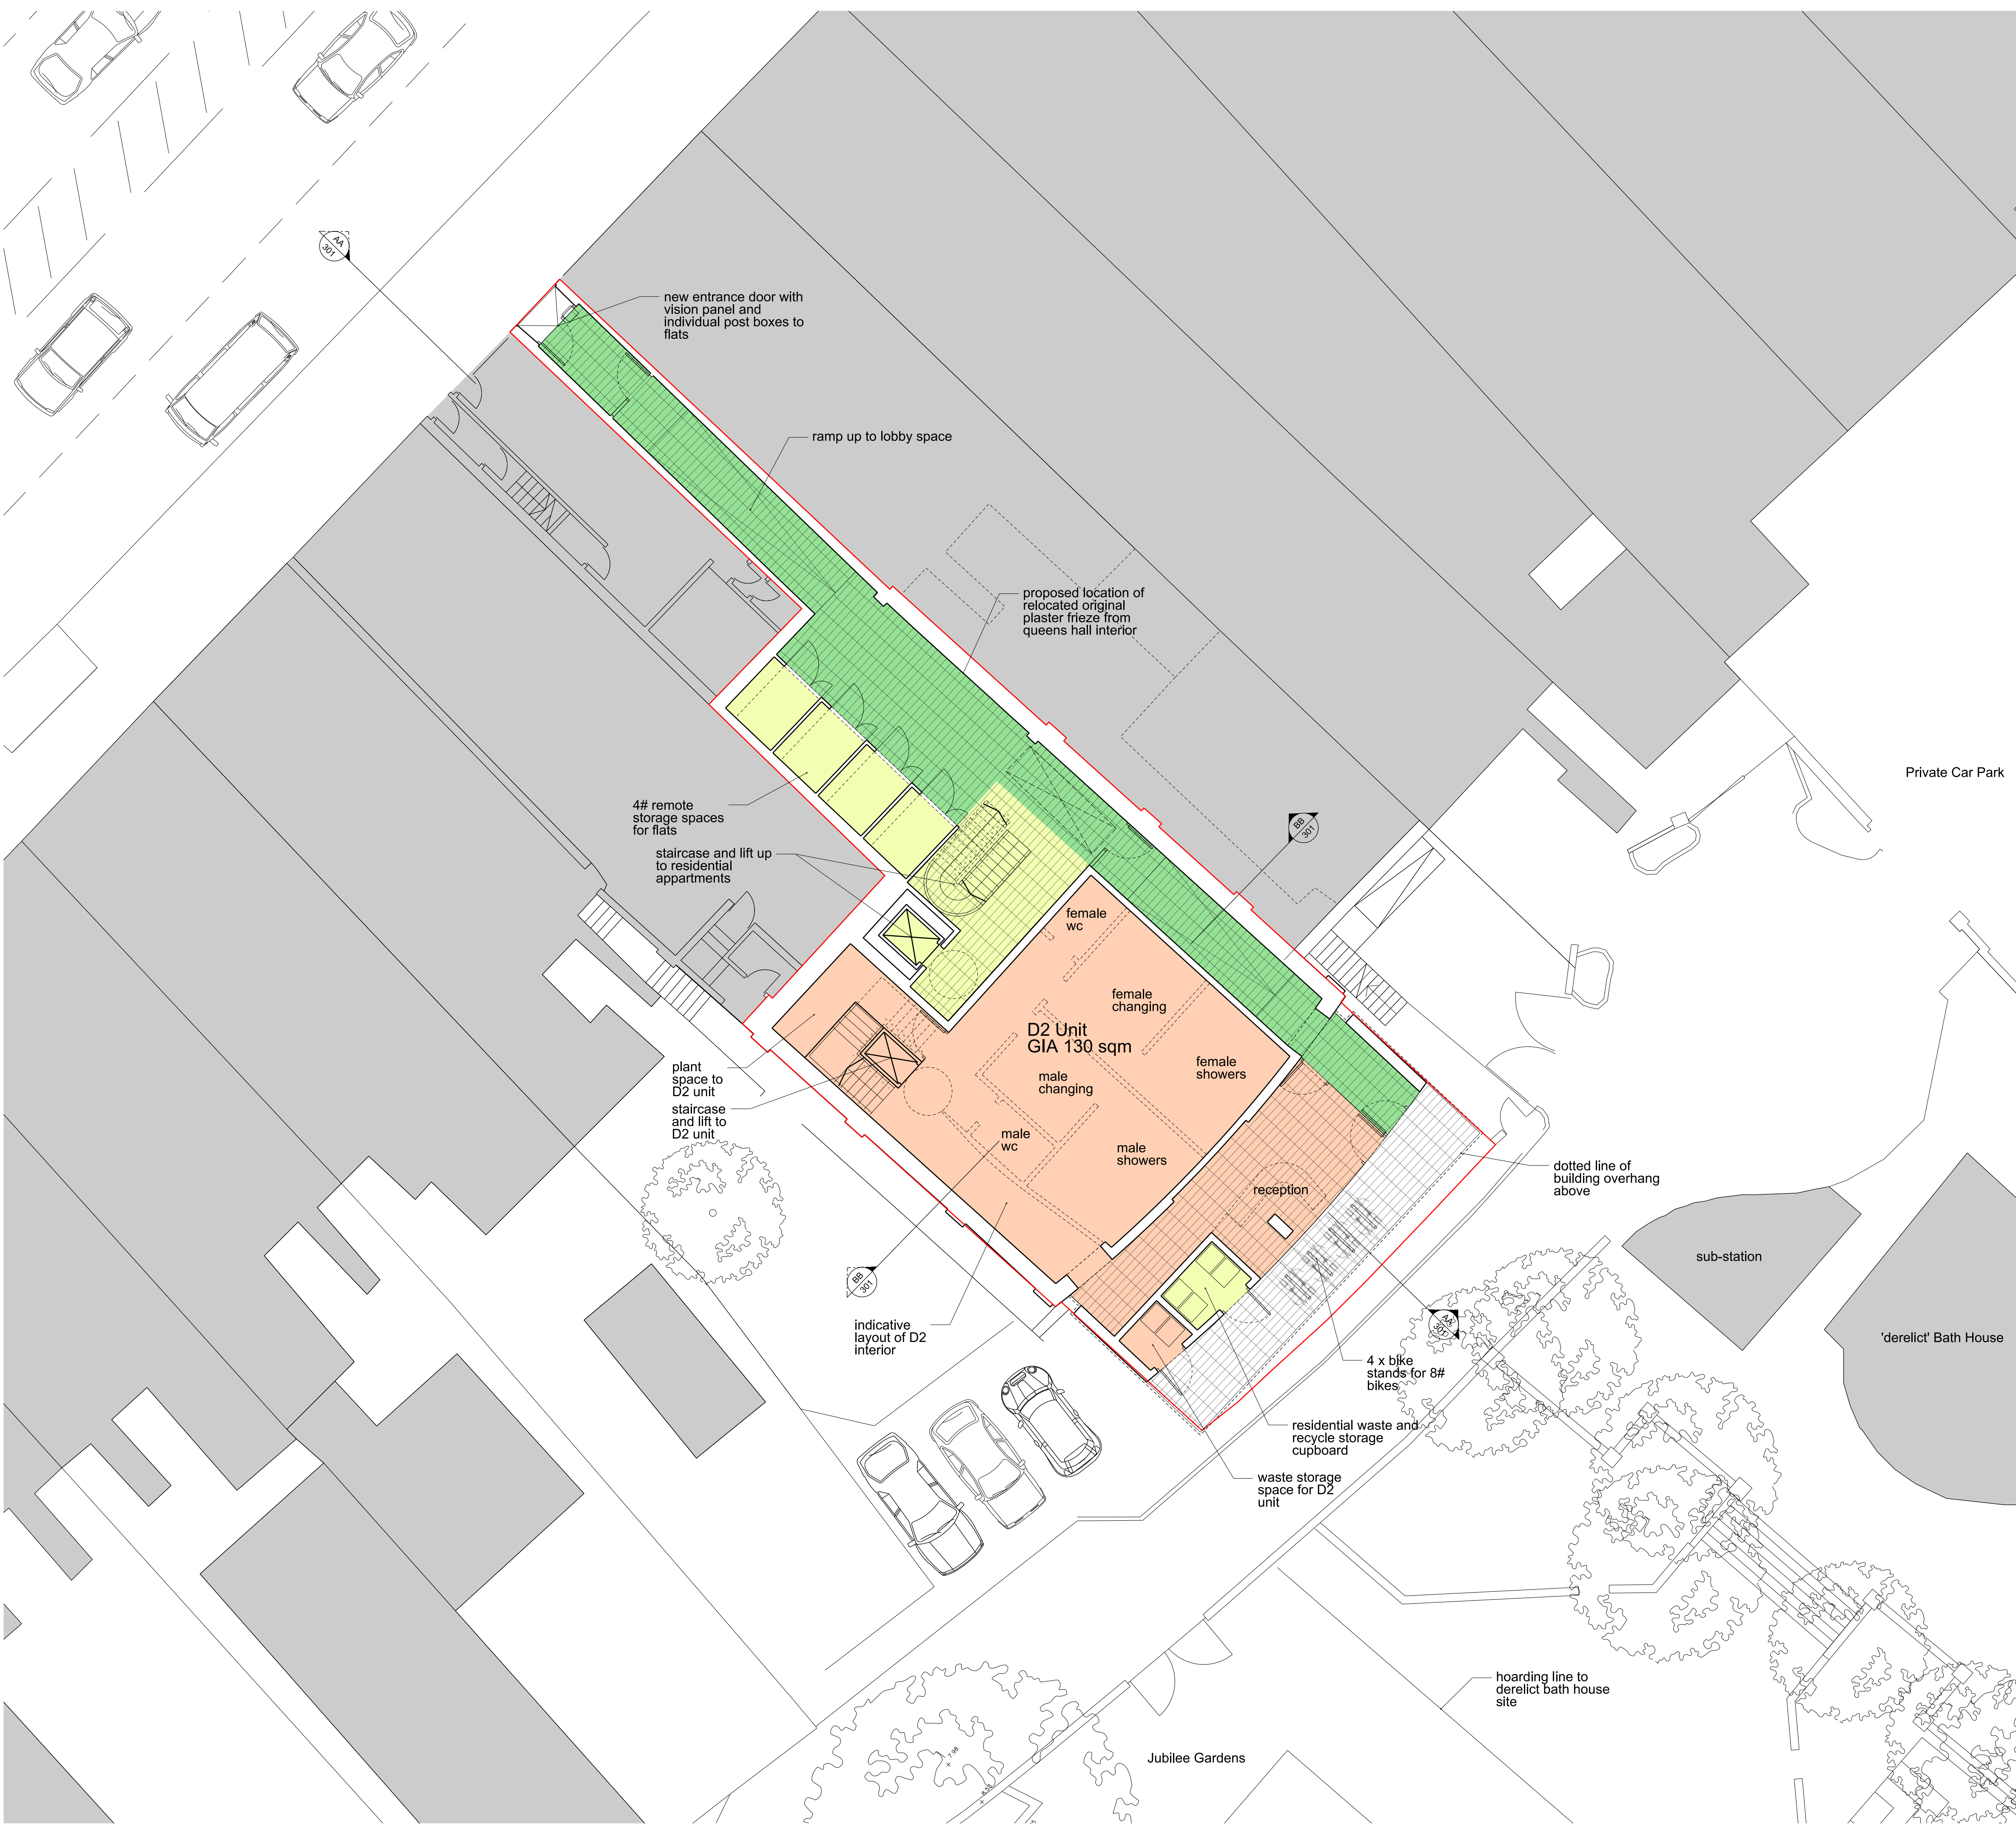 AA
301
new entrance door with
vision panel and
individual post boxes to
flats
ramp up to lobby space
proposed location of
relocated original
plaster frieze from
queens hall interior
Private Car Park
4# remote
storage spaces
for flats
BB
301
staircase and lift up
to residential
appartments
female
wc
female
changing
D2 Unit
GIA 130 sqm
female
showers
male
changing
plant
space to
D2 unit
staircase
and lift to
D2 unit
male
wc
male
showers
reception
dotted line of
building overhang
above
sub-station
BB
301
indicative
layout of D2
interior
AA
301
'derelict' Bath House
4 x bike
stands for 8#
bikes
residential waste and
recycle storage
cupboard
waste storage
space for D2
unit
hoarding line to
derelict bath house
site
Jubilee Gardens
7.98
8.58